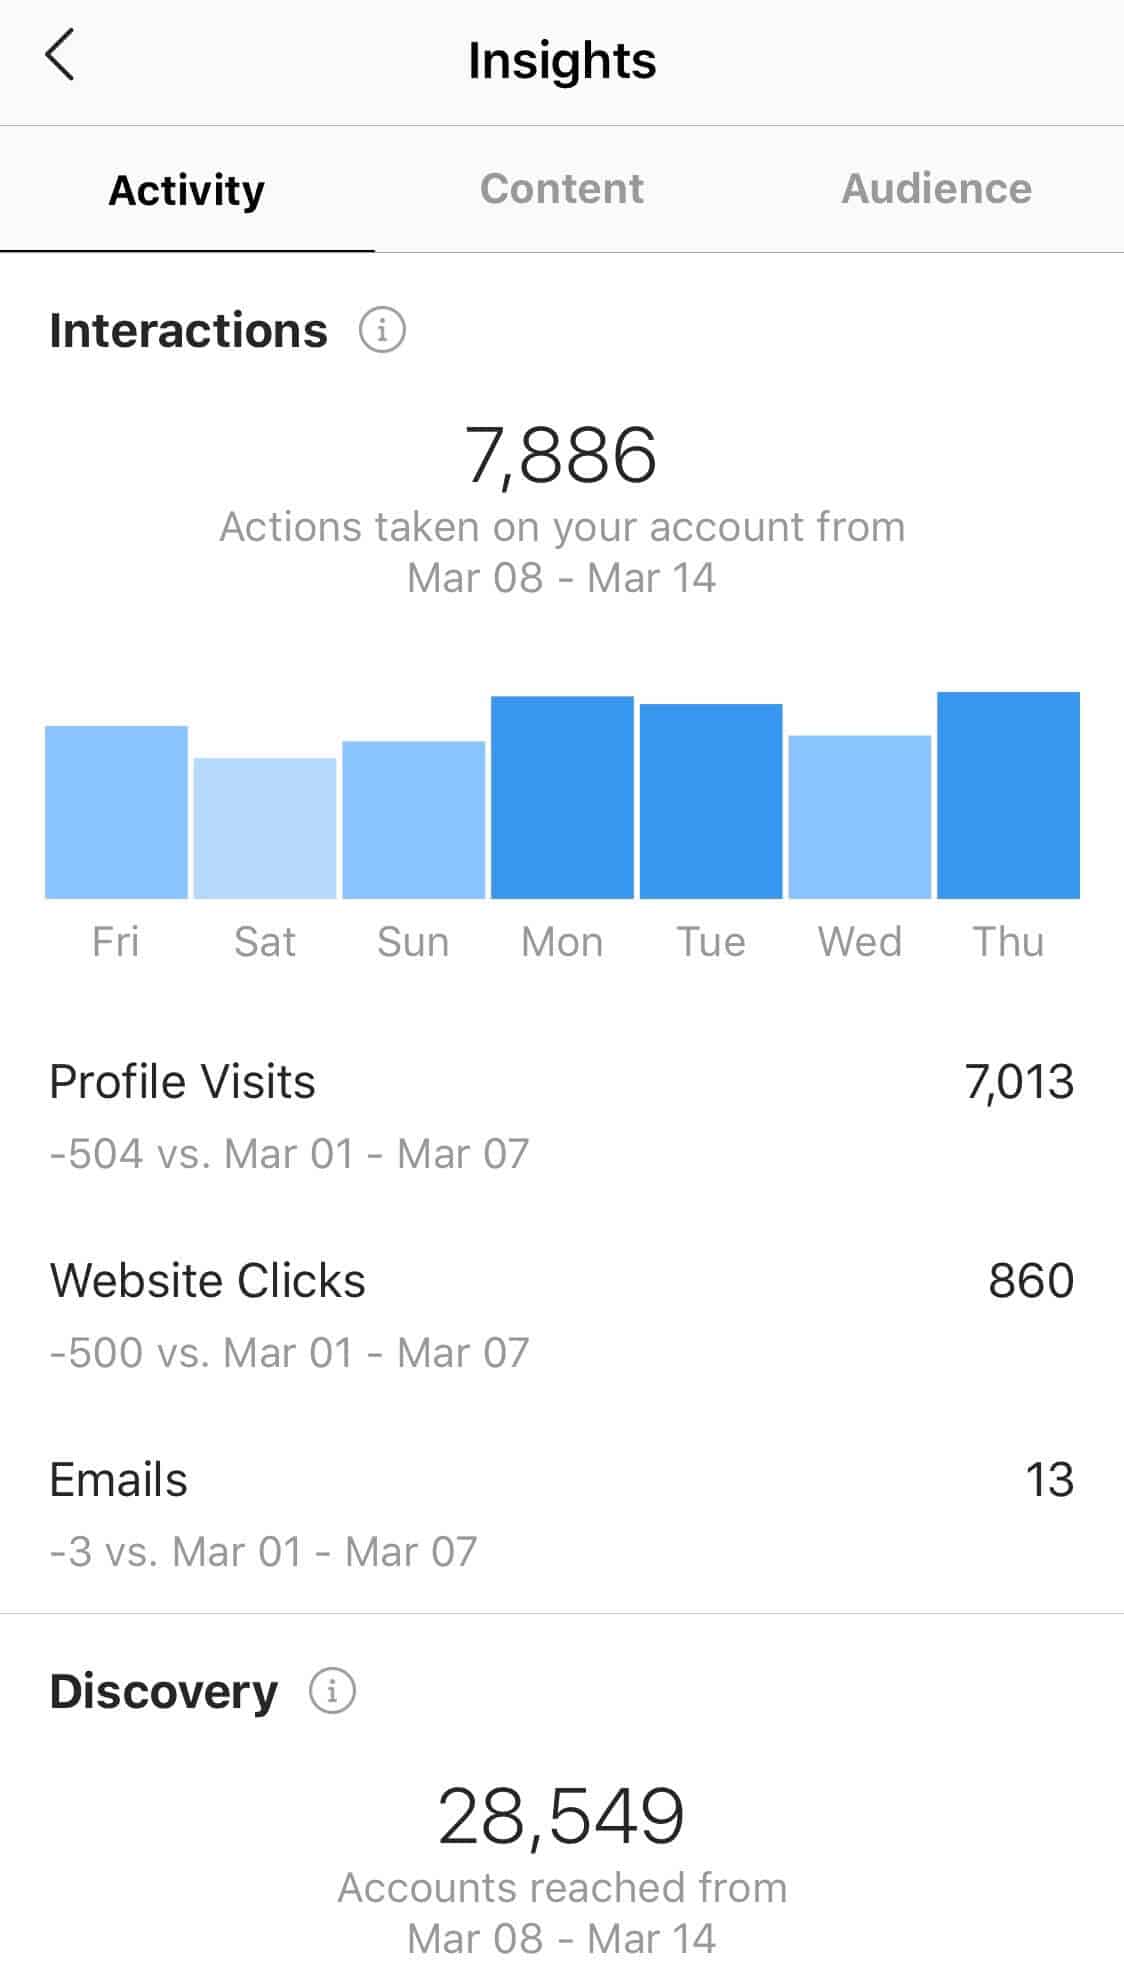 Insights
Activity Content Audience
Interactions
7,886
Actions taken on your account from
Mar 08 - Mar 14
Fri Sat Sun Mon Tue Wed Thu
Profile Visits 7,013
-504 vs. Mar 01 - Mar 07
Website Clicks 860
-500 vs. Mar 01 - Mar 07
Emails 13
-3 vs. Mar 01 - Mar 07
Discovery
28,549
Accounts reached from
Mar 08 - Mar 14